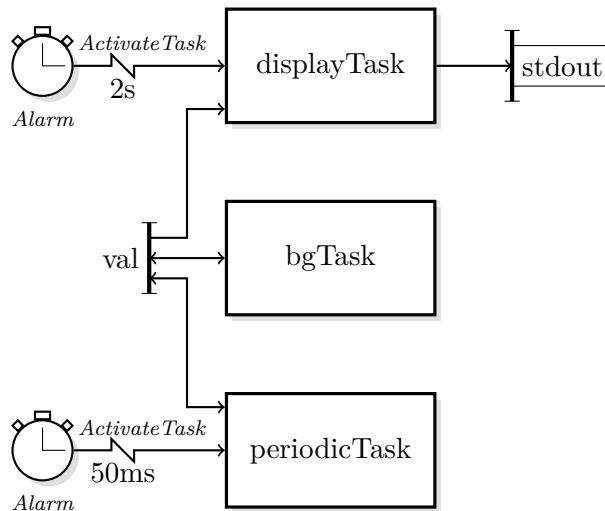 ActivateTask
2s
Alarm
displayTask
stdout
val
bgTask
ActivateTask
50ms
Alarm
periodicTask